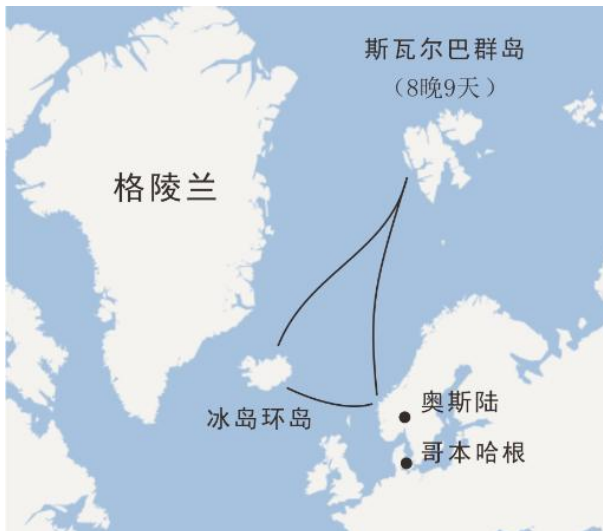 斯瓦尔巴群岛
（8晚9天）
格陵兰
冰岛环岛
奥斯陆
哥本哈根